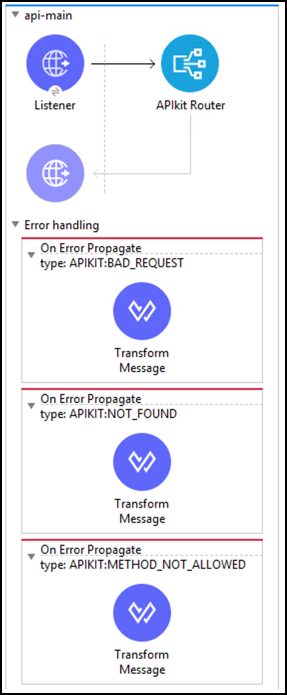 api-main
Listener
APIkit Router
Error handling
On Error Propagate
type: APIKIT:BAD_REQUEST
Transform
Message
On Error Propagate
type: APIKIT:NOT_FOUND
Transform
Message
On Error Propagate
type: APIKIT:METHOD_NOT_ALLOWED
Transform
Message